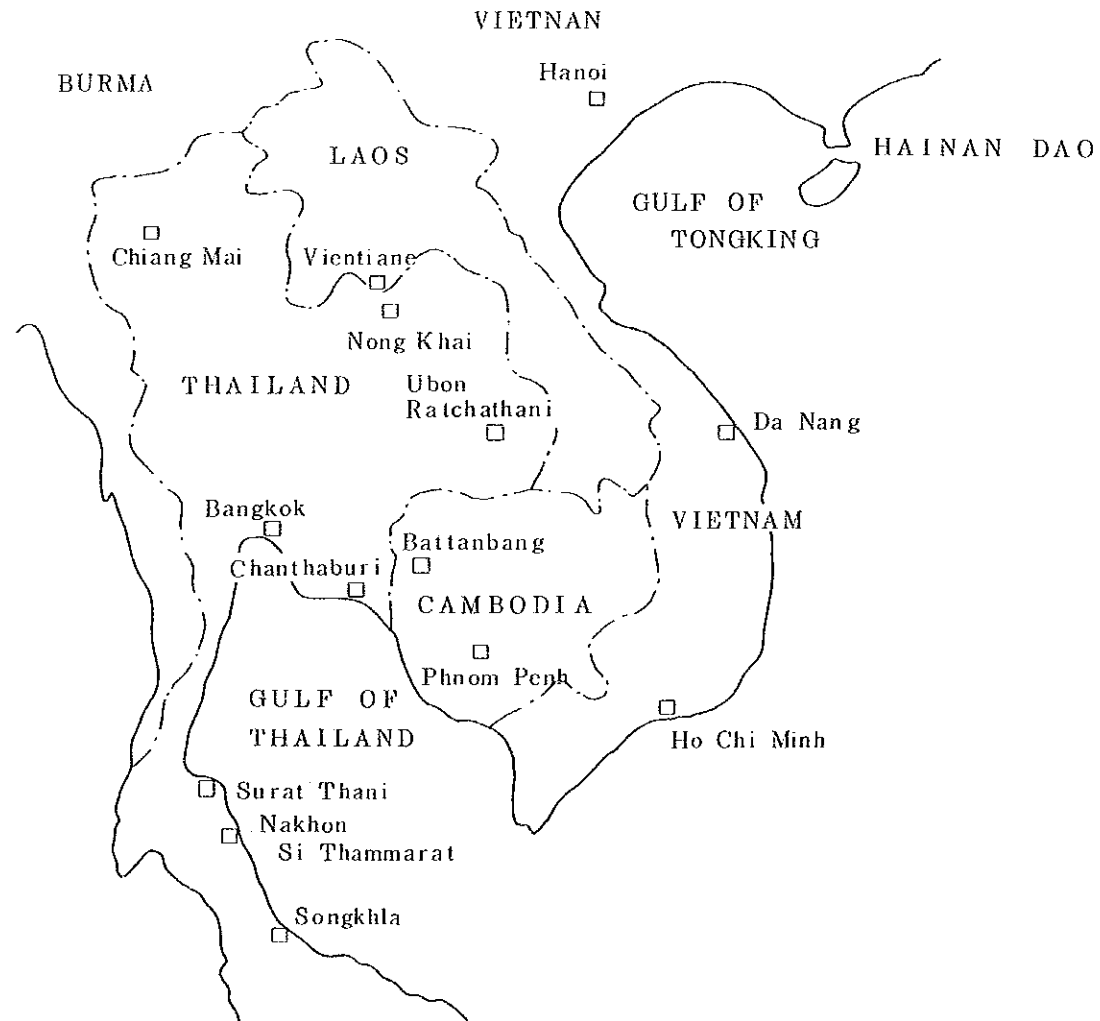 VIETNAN
Hanoi
BURMA
LAOS
HAINAN DAO
GULF OF
TONGKING
Chiang Mai
Vientiane
Nong Khai
THAILAND
Ubon
Ratchathani
Da Nang
Bangkok
VIETNAM
Battanbang
Chanthaburi
CAMBODIA
Phnom Penh
GULF OF
THAILAND
Ho Chi Minh
Surat Thani
Nakhon
Si Thammarat
Songkhla